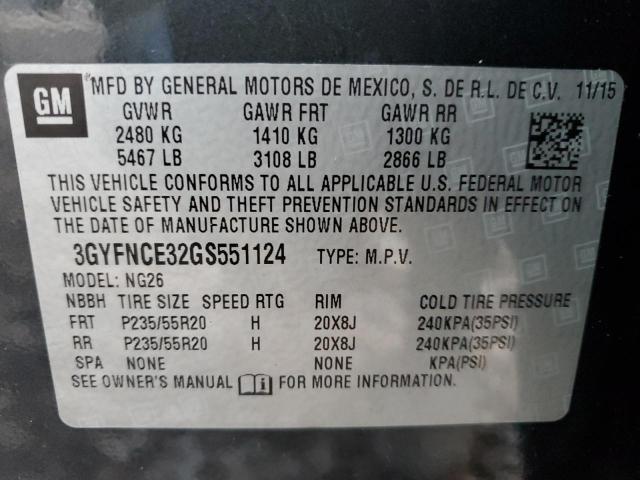 GM
MFD BY GENERAL MOTORS DE MEXICO, S. DE R.L. DE C.V. 11/15
GVWR GAWR FRT GAWR RR
2480 KG 1410 KG 1300 KG
5467 LB 3108 LB 2866 LB
THIS VEHICLE CONFORMS TO ALL APPLICABLE U.S. FEDERAL MOTOR
VEHICLE SAFETY AND THEFT PREVENTION STANDARDS IN EFFECT ON
THE DATE OF MANUFACTURE SHOWN ABOVE.
3GYFNCE32GS551124 TYPE: M.P.V.
MODEL: NG26
NBBH TIRE SIZE SPEED RTG RIM COLD TIRE PRESSURE
FRT P235/55R20 H 20X8J 240KPA(35PSI)
RR P235/55R20 H 20X8J 240KPA(35PSI)
SPA NONE NONE KPA(PSI)
SEE OWNER'S MANUAL FOR MORE INFORMATION.